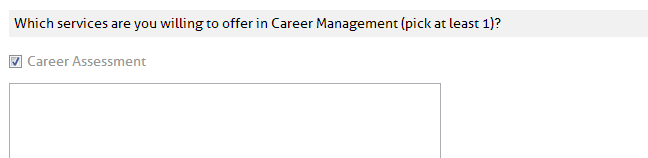 Which services are you willing to offer in Career Management (pick at least 1)?
Career Assessment